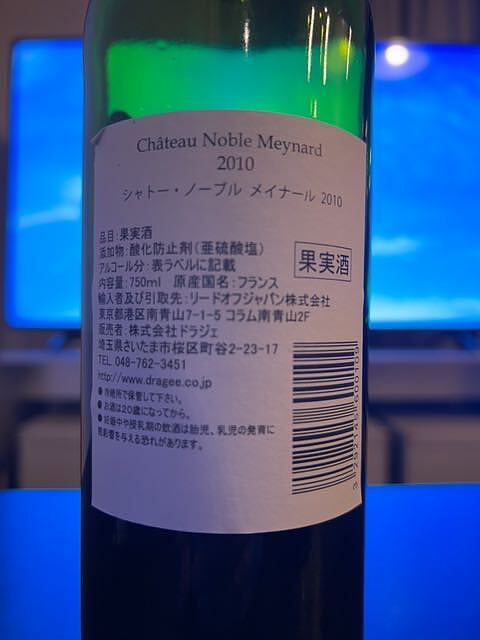 Château Noble Meynard
2010
シャトー・ノーブル メイナール 2010
品目:果実酒
添加物:酸化防止剤(亜硫酸塩)
アルコール分:表ラベルに記載
内容量:750ml 原産国名:フランス
果実酒
輸入者及び引取先:リードオフジャパン株式会社
東京都港区南青山7-1-5 コラム南青山2F
販売者:株式会社ドラジェ
埼玉県さいたま市桜区町谷2-23-17
TEL 048-762-3451
http://www.dragee.co.jp
●冷暗所で保管して下さい。
●お酒は20歳になってから。
●妊娠中や授乳期の飲酒は胎児、乳児の発育に
悪影響を与える恐れがあります。
3292165600109